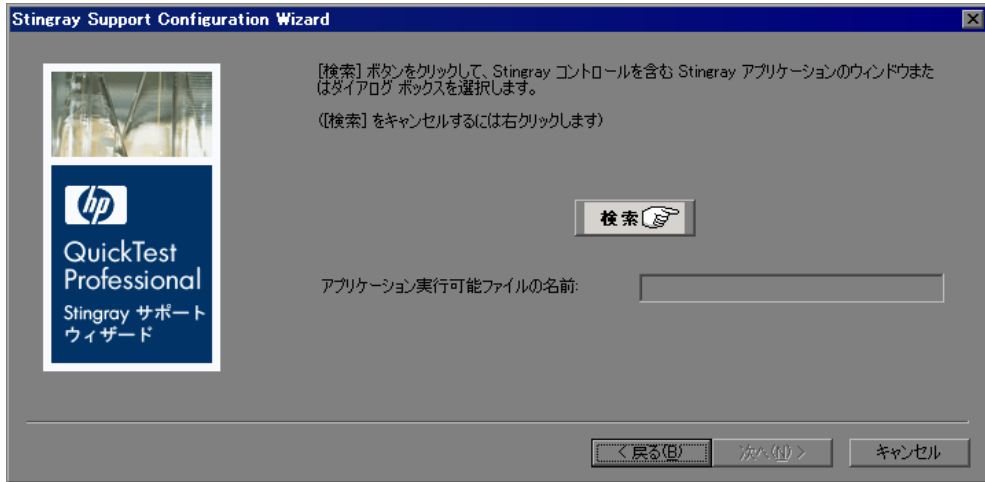 Stingray Support Configuration Wizard
[検索] ボタンをクリックして、Stingray コントロールを含む Stingray アプリケーションのウィンドウまた
はダイアログ ボックスを選択します。
([検索] をキャンセルするには右クリックします)
検索
hp
QuickTest
Professional
Stingray サポート
ウィザード
アプリケーション実行可能ファイルの名前:
< 戻る(B)
次へ(N) >
キャンセル